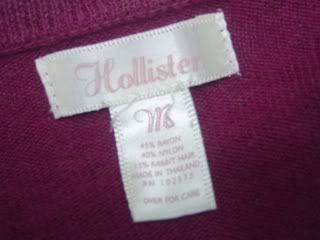 Hollister
M
45% RAYON
40% NYLON
15% RABBIT HAIR
MADE IN THAILAND
RN 102575
OVER FOR CARE